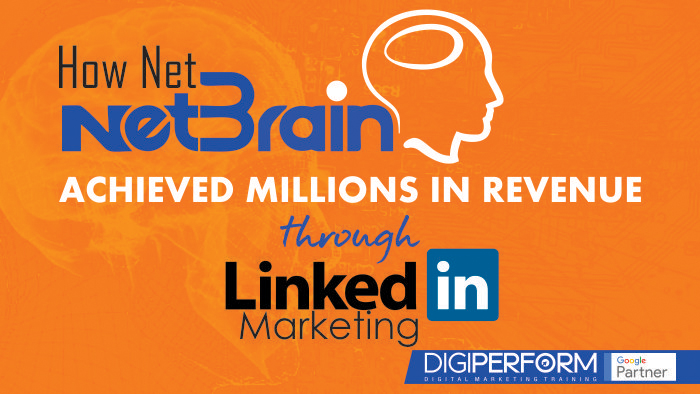 How Net
NetBrain
ACHIEVED MILLIONS IN REVENUE
through
Linked in
Marketing
DIGIPERFORM
DIGITAL MARKETING TRAINING
Google
Partner